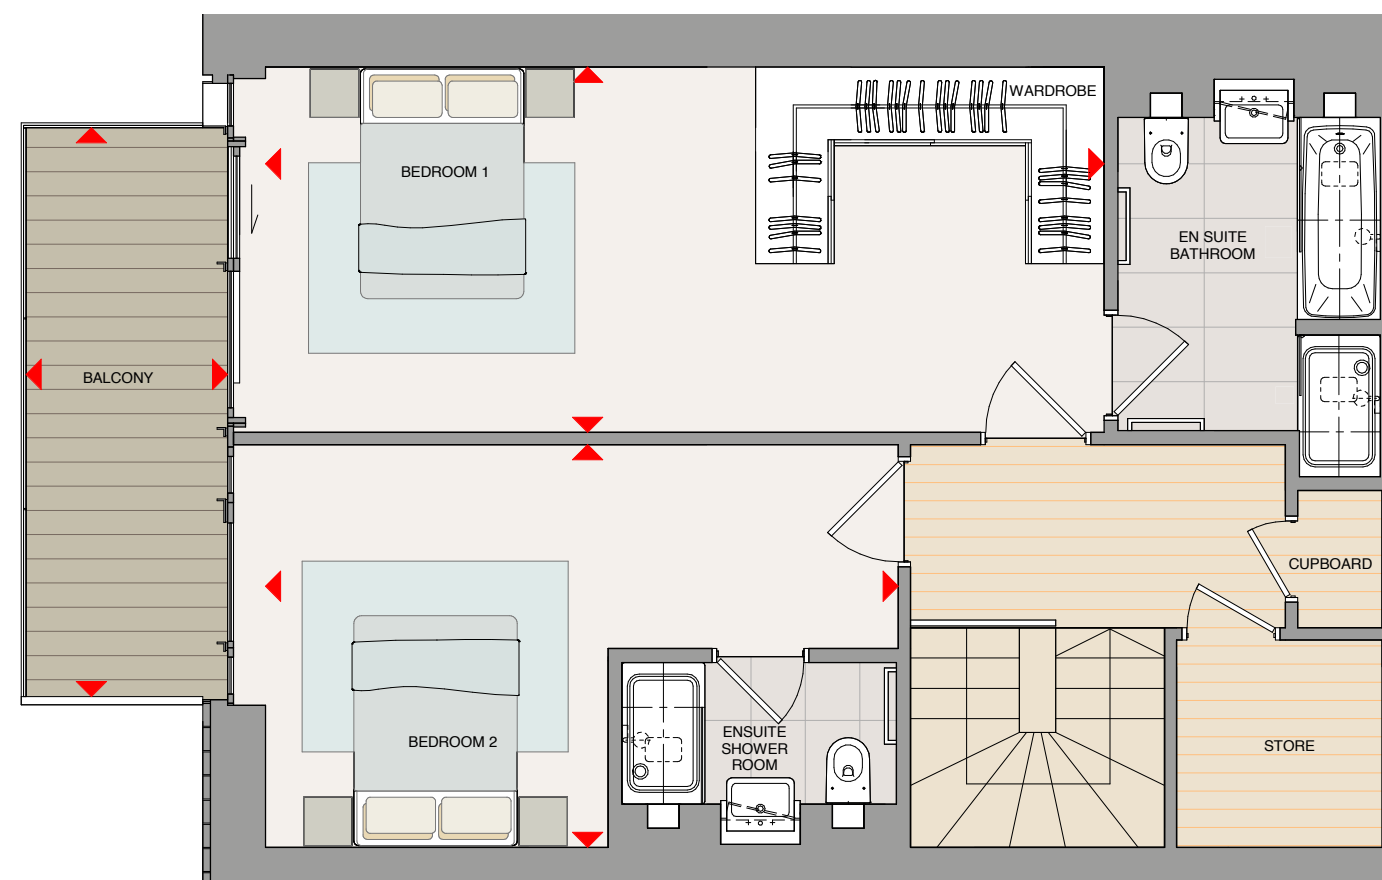 WARDROBE
BEDROOM 1
EN SUITE
BATHROOM
BALCONY
CUPBOARD
BEDROOM 2
ENSUITE
SHOWER
ROOM
STORE